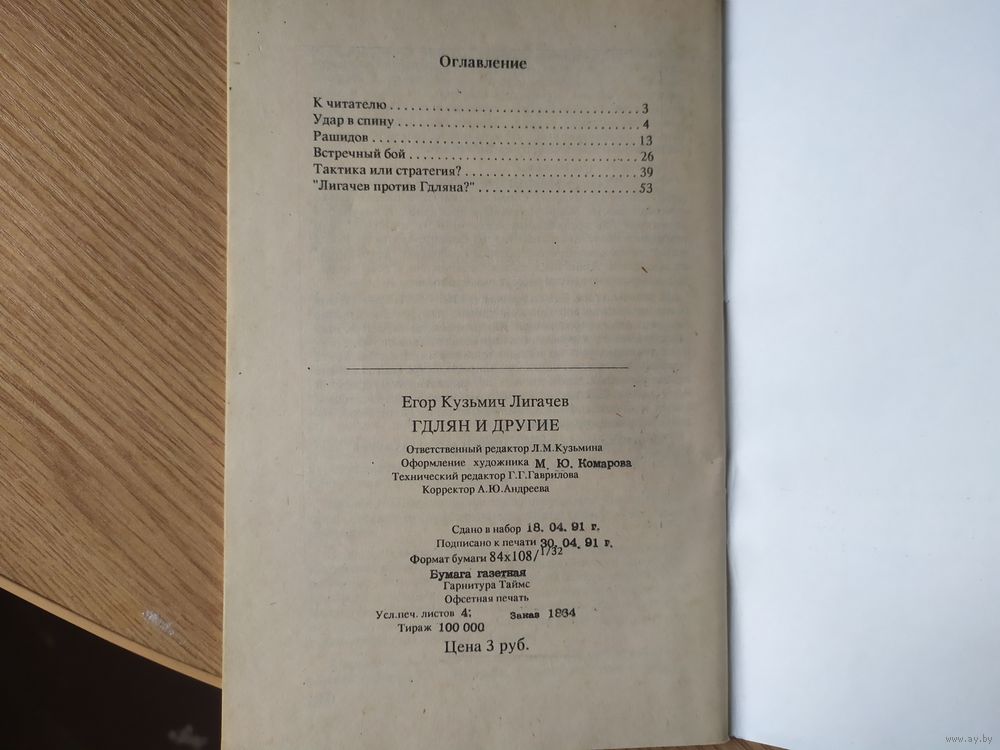 Оглавление
К читателю ........................................ 3
Удар в спину ........................................ 4
Рашидов ........................................ 13
Встречный бой ........................................ 26
Тактика или стратегия? ........................................ 39
"Лигачев против Гдляна?" ........................................ 53
Егор Кузьмич Лигачев
ГДЛЯН И ДРУГИЕ
Ответственный редактор Л.М.Кузьмина
Оформление художника М. Ю. Комарова
Технический редактор Г.Г.Гаврилова
Корректор А.Ю.Андреева
Сдано в набор 18. 04. 91 г.
Подписано к печати 30. 04. 91 г.
Формат бумаги 84х108/1/32
Бумага газетная
Гарнитура Таймс
Офсетная печать
Усл.печ. листов 4; Заказ 1834
Тираж 100 000
Цена 3 руб.
www.ay.by